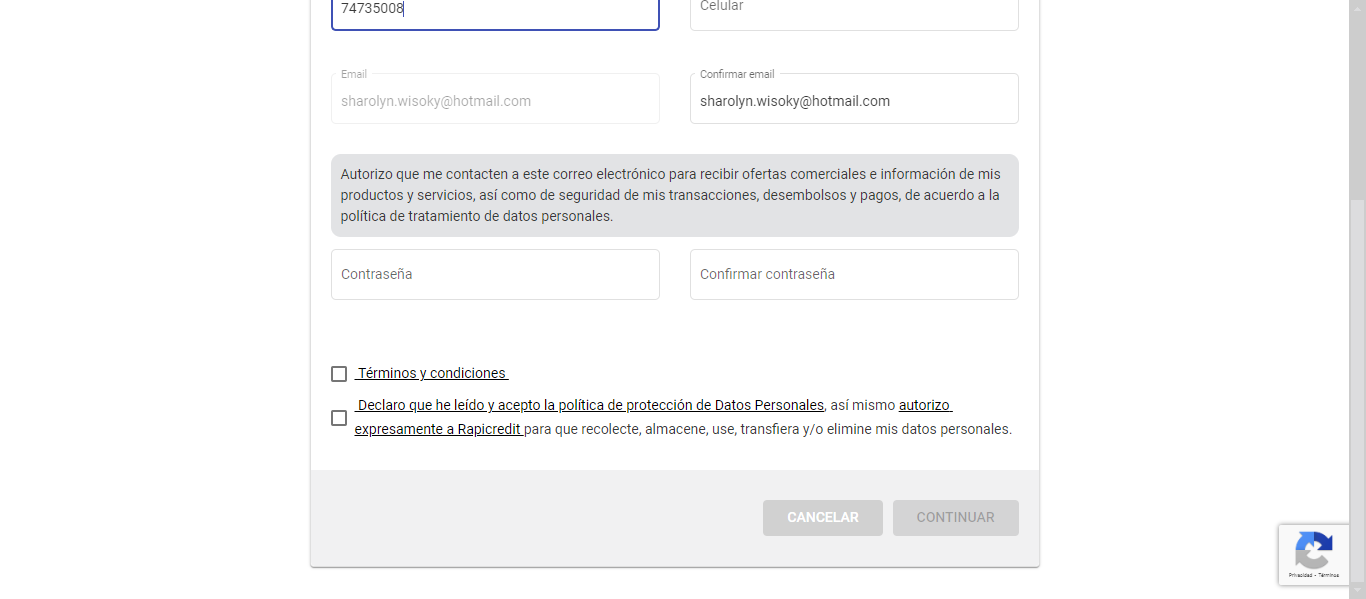 74735008
Celular
Email
Confirmar email
sharolyn.wisoky@hotmail.com
sharolyn.wisoky@hotmail.com
Autorizo que me contacten a este correo electrónico para recibir ofertas comerciales e información de mis
productos y servicios, así como de seguridad de mis transacciones, desembolsos y pagos, de acuerdo a la
política de tratamiento de datos personales.
Contraseña
Confirmar contraseña
Términos y condiciones
Declaro que he leído y acepto la política de protección de Datos Personales, así mismo autorizo
expresamente a Rapicredit para que recolecte, almacene, use, transfiera y/o elimine mis datos personales.
CANCELAR
CONTINUAR
Privacidad - Términos